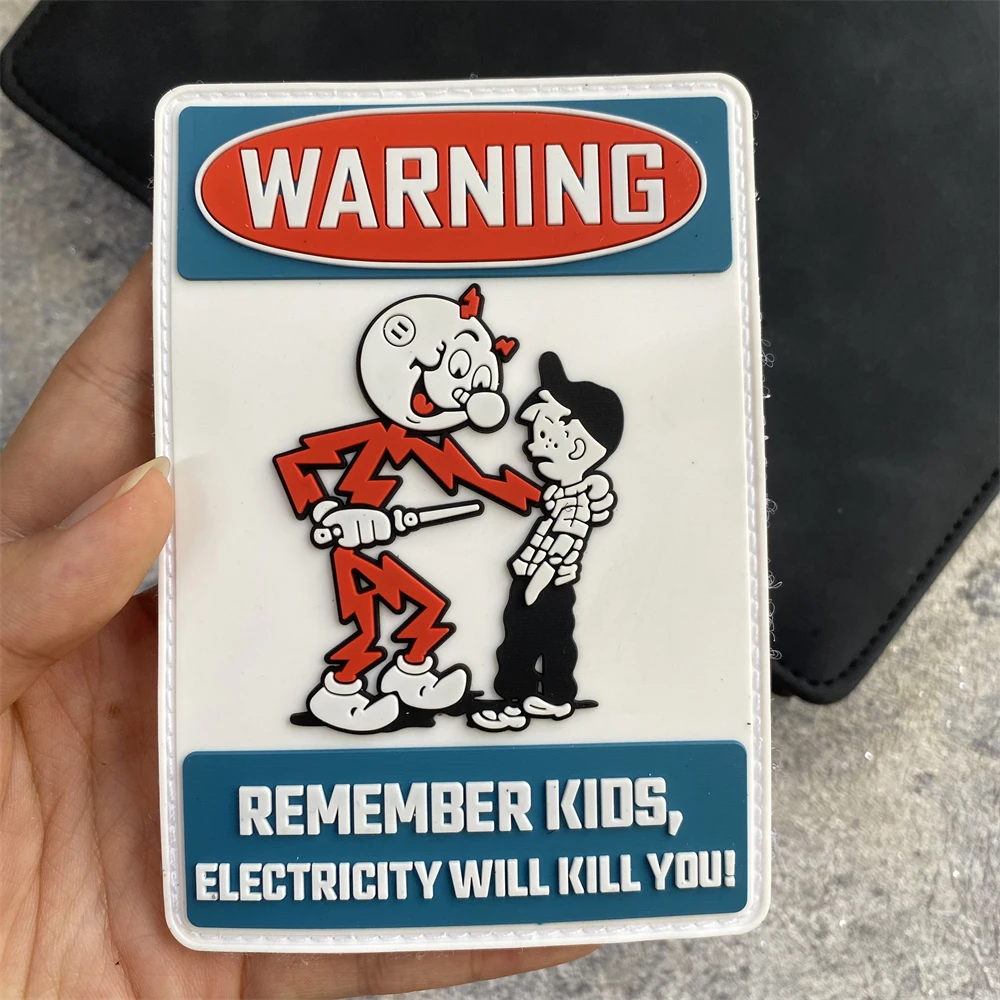 WARNING
REMEMBER KIDS,
ELECTRICITY WILL KILL YOU!